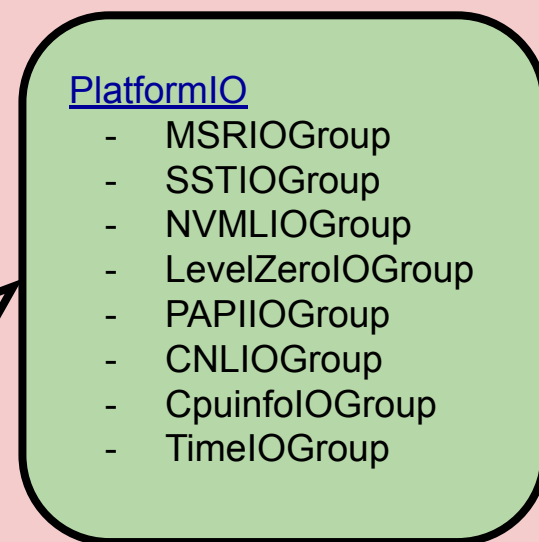 PlatformIO
- MSRIOGroup
- SSTIOGroup
- NVMLIOGroup
- LevelZeroIOGroup
- PAPIIOGroup
- CNLIOGroup
- CpuinfoIOGroup
- TimeIOGroup